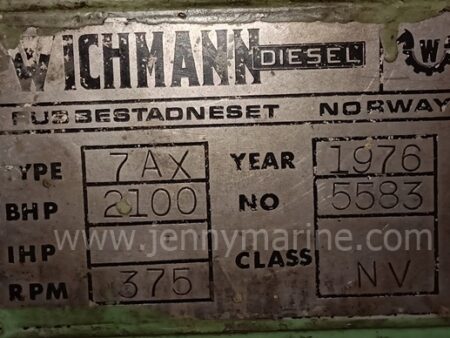 WICHMANN DIESEL W
RUBBESTADNESET NORWAY
TYPE 7AX YEAR 1976
BHP 2100 NO 5583
www.jennymarine.com
IHP CLASS NV
RPM 375